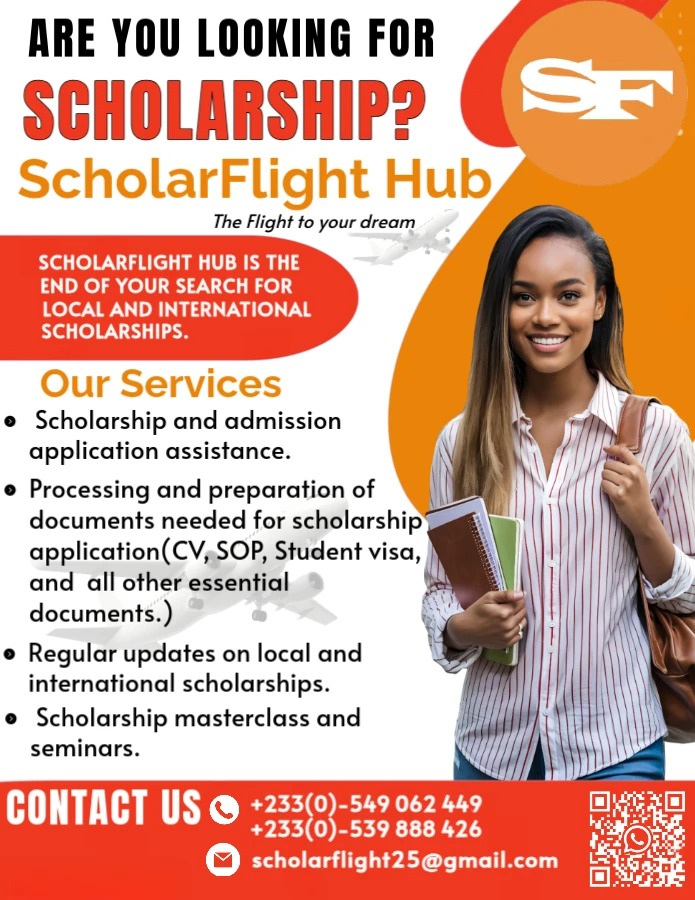 ARE YOU LOOKING FOR
SCHOLARSHIP?
SF
ScholarFlight Hub
The Flight to your dream
SCHOLARFLIGHT HUB IS THE
END OF YOUR SEARCH FOR
LOCAL AND INTERNATIONAL
SCHOLARSHIPS.
Our Services
Scholarship and admission
application assistance.
Processing and preparation of
documents needed for scholarship
application(CV, SOP, Student visa,
and all other essential
documents.)
Regular updates on local and
international scholarships.
Scholarship masterclass and
seminars.
CONTACT US
+233(0)-549 062 449
+233(0)-539 888 426
scholarflight25@gmail.com